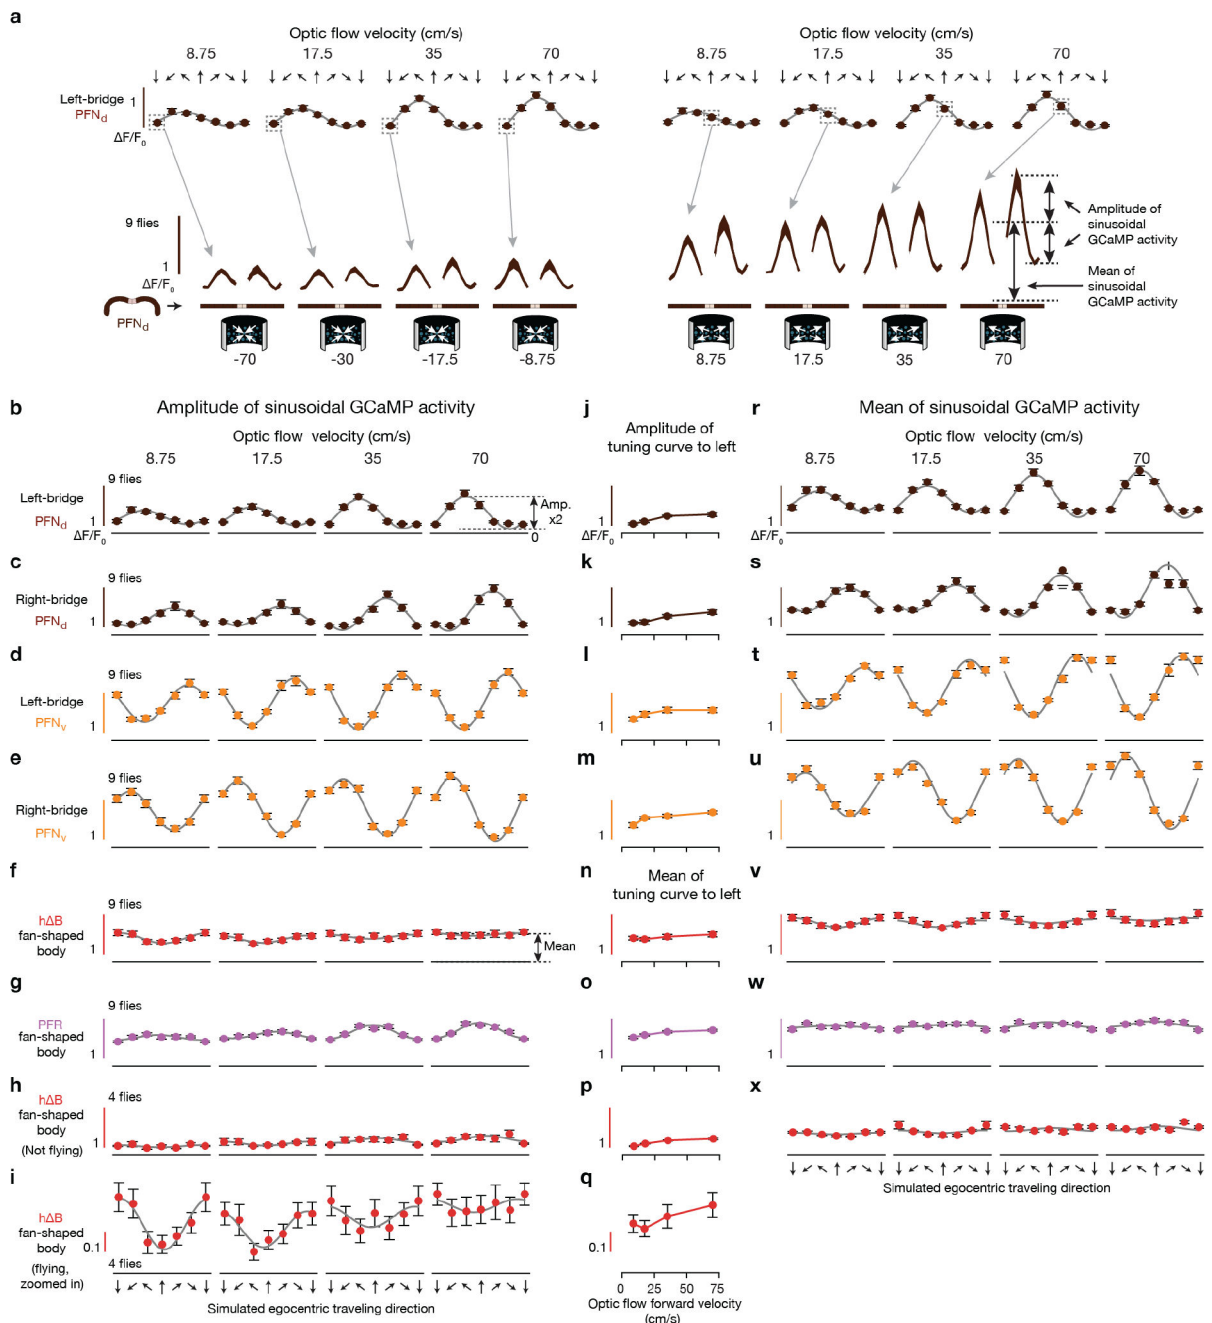 a
Optic flow velocity (cm/s)
8.75 17.5 35 70
Left-bridge 1
PFNd
ΔF/F0
9 flies
1
ΔF/F0
PFNd
-70 -30 -17.5 -8.75
Optic flow velocity (cm/s)
8.75 17.5 35 70
Amplitude of
sinusoidal
GCaMP activity
Mean of
sinusoidal
GCaMP activity
8.75 17.5 35 70
b Amplitude of sinusoidal GCaMP activity
Optic flow velocity (cm/s)
8.75 17.5 35 70
9 flies
Left-bridge
PFNd 1
ΔF/F0
Amp.
x2
0
c
9 flies
Right-bridge
PFNd 1
d
9 flies
Left-bridge
PFNv 1
e
9 flies
Right-bridge
PFNv 1
f
9 flies
hΔB
fan-shaped
body 1
Mean
g
9 flies
PFR
fan-shaped
body 1
h
4 flies
hΔB
fan-shaped
body 1
(Not flying)
i
hΔB
fan-shaped
body 0.1
(flying,
zoomed in)
4 flies
Simulated egocentric traveling direction
j
Amplitude of
tuning curve to left
1
ΔF/F0
k
1
l
1
m
1
n
Mean of
tuning curve to left
1
o
1
p
1
q
0.1
0 25 50 75
Optic flow forward velocity
(cm/s)
r Mean of sinusoidal GCaMP activity
Optic flow velocity (cm/s)
8.75 17.5 35 70
1
ΔF/F0
s
1
t
1
u
1
v
1
w
1
x
Simulated egocentric traveling direction